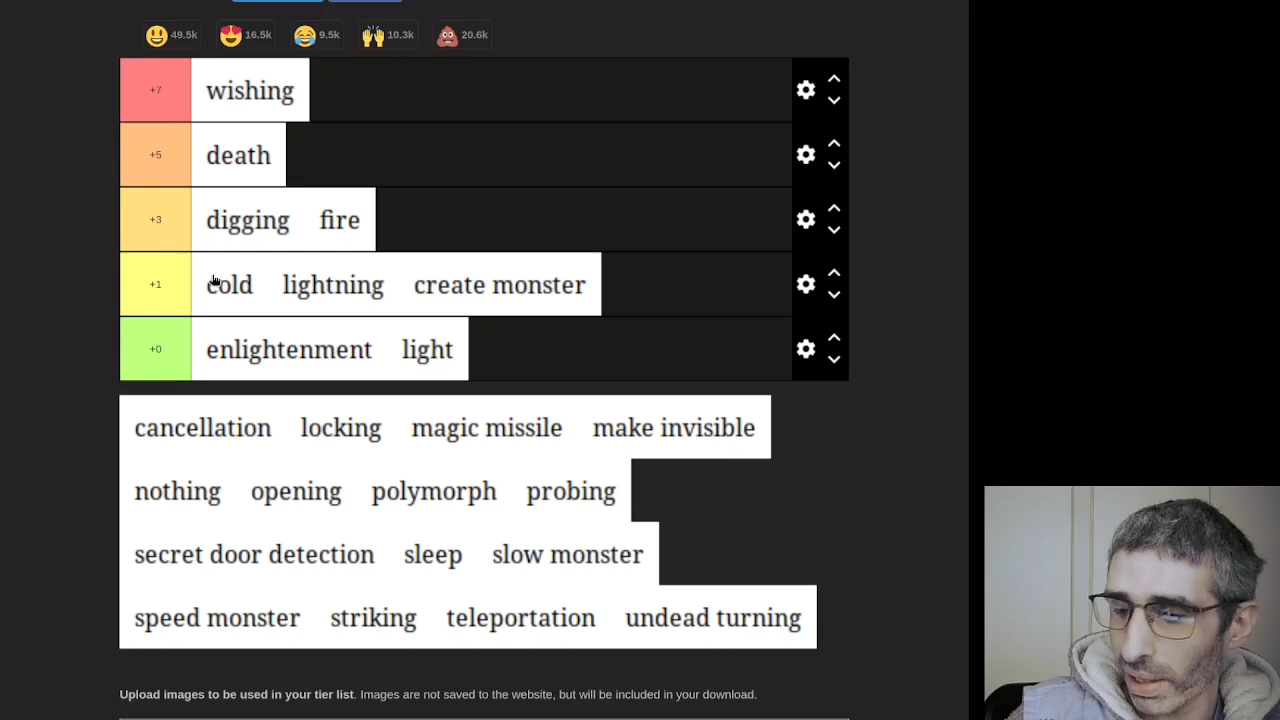 49.5k 16.5k 9.5k 10.3k 20.6k
+7 wishing
+5 death
+3 digging fire
+1 cold lightning create monster
+0 enlightenment light
cancellation locking magic missile make invisible
nothing opening polymorph probing
secret door detection sleep slow monster
speed monster striking teleportation undead turning
Upload images to be used in your tier list. Images are not saved to the website, but will be included in your download.